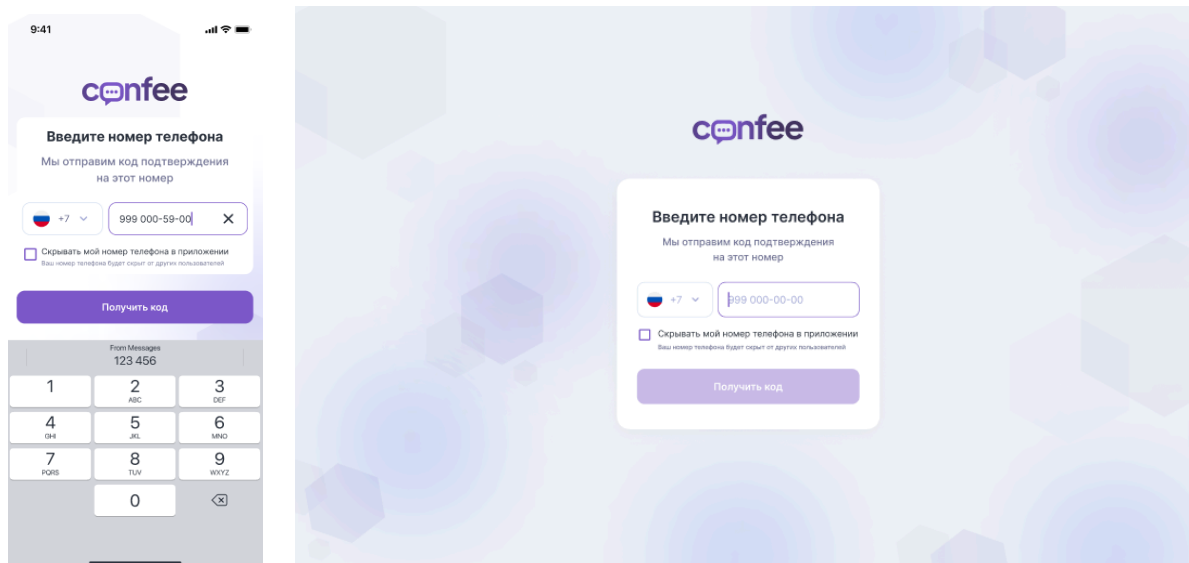 9:41
confee
Введите номер телефона
Мы отправим код подтверждения
на этот номер
+7
999 000-59-00
Скрывать мой номер телефона в приложении
Ваш номер телефона будет скрыт от других пользователей
Получить код
From Messages
123 456
1
2
3
ABC
DEF
4
5
6
GHI
JKL
MNO
7
8
9
PQRS
TUV
WXYZ
0
confee
Введите номер телефона
Мы отправим код подтверждения
на этот номер
+7
999 000-00-00
Скрывать мой номер телефона в приложении
Ваш номер телефона будет скрыт от других пользователей
Получить код